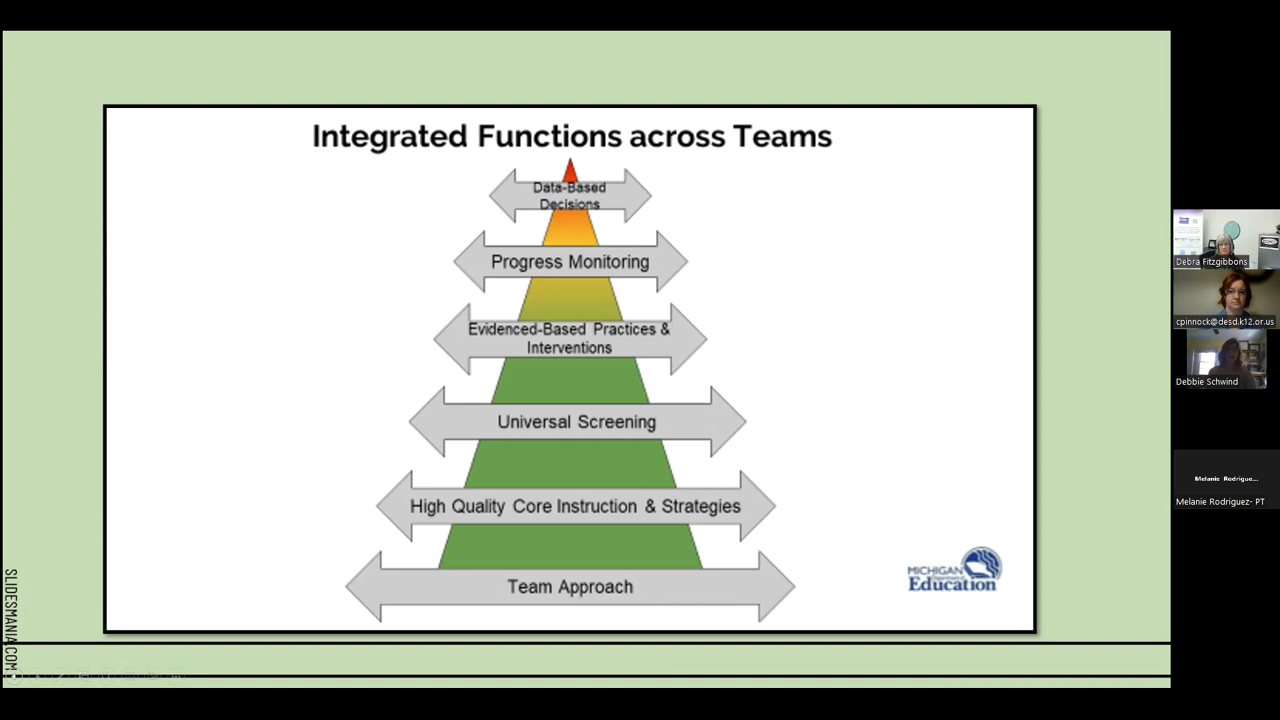 Integrated Functions across Teams
Data-Based
Decisions
Progress Monitoring
Evidenced-Based Practices &
Interventions
Universal Screening
High Quality Core Instruction & Strategies
Team Approach
MICHIGAN
Education
SLIDESMANIA.COM
Debra Fitzgibbons
cpinnock@desd.k12.or.us
Debbie Schwind
Melanie Rodrigue...
Melanie Rodriguez- PT